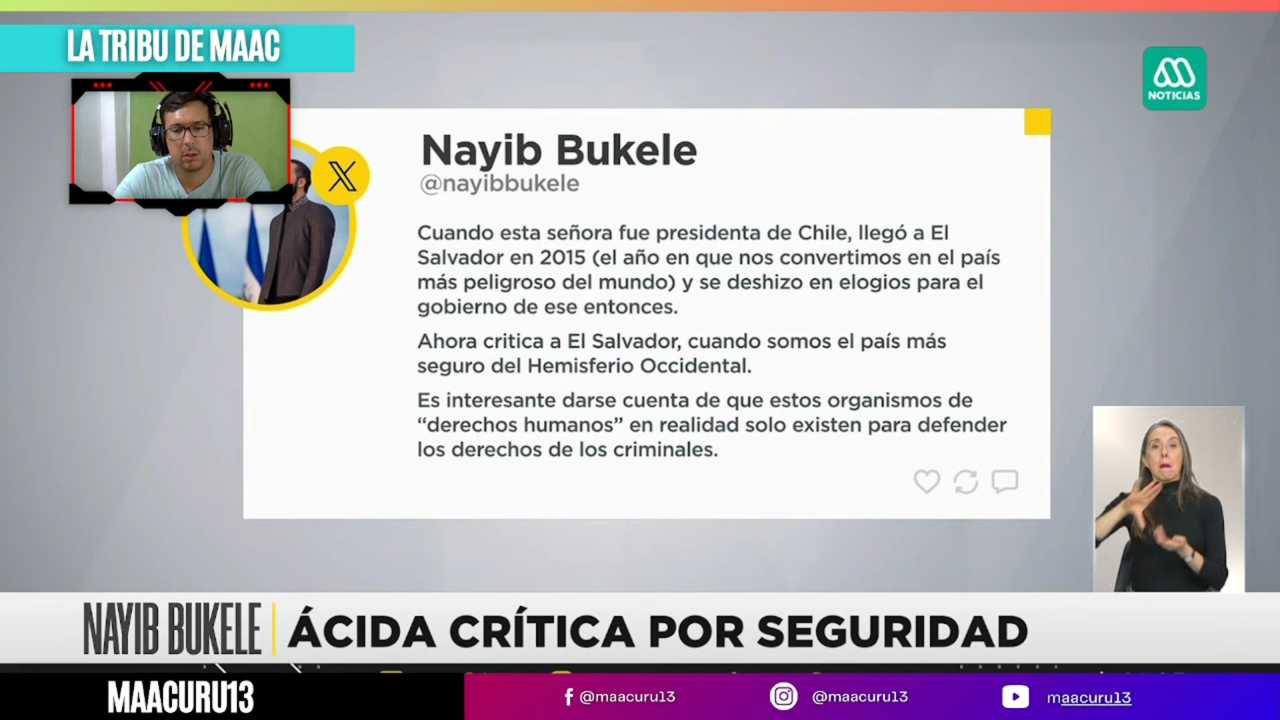 LA TRIBU DE MAAC
NOTICIAS
X
Nayib Bukele
@nayibbukele
Cuando esta señora fue presidenta de Chile, llegó a El
Salvador en 2015 (el año en que nos convertimos en el país
más peligroso del mundo) y se deshizo en elogios para el
gobierno de ese entonces.
Ahora critica a El Salvador, cuando somos el país más
seguro del Hemisferio Occidental.
Es interesante darse cuenta de que estos organismos de
“derechos humanos” en realidad solo existen para defender
los derechos de los criminales.
NAYIB BUKELE
ÁCIDA CRÍTICA POR SEGURIDAD
MAACURU13
@maacuru13
@maacuru13
maacuru13